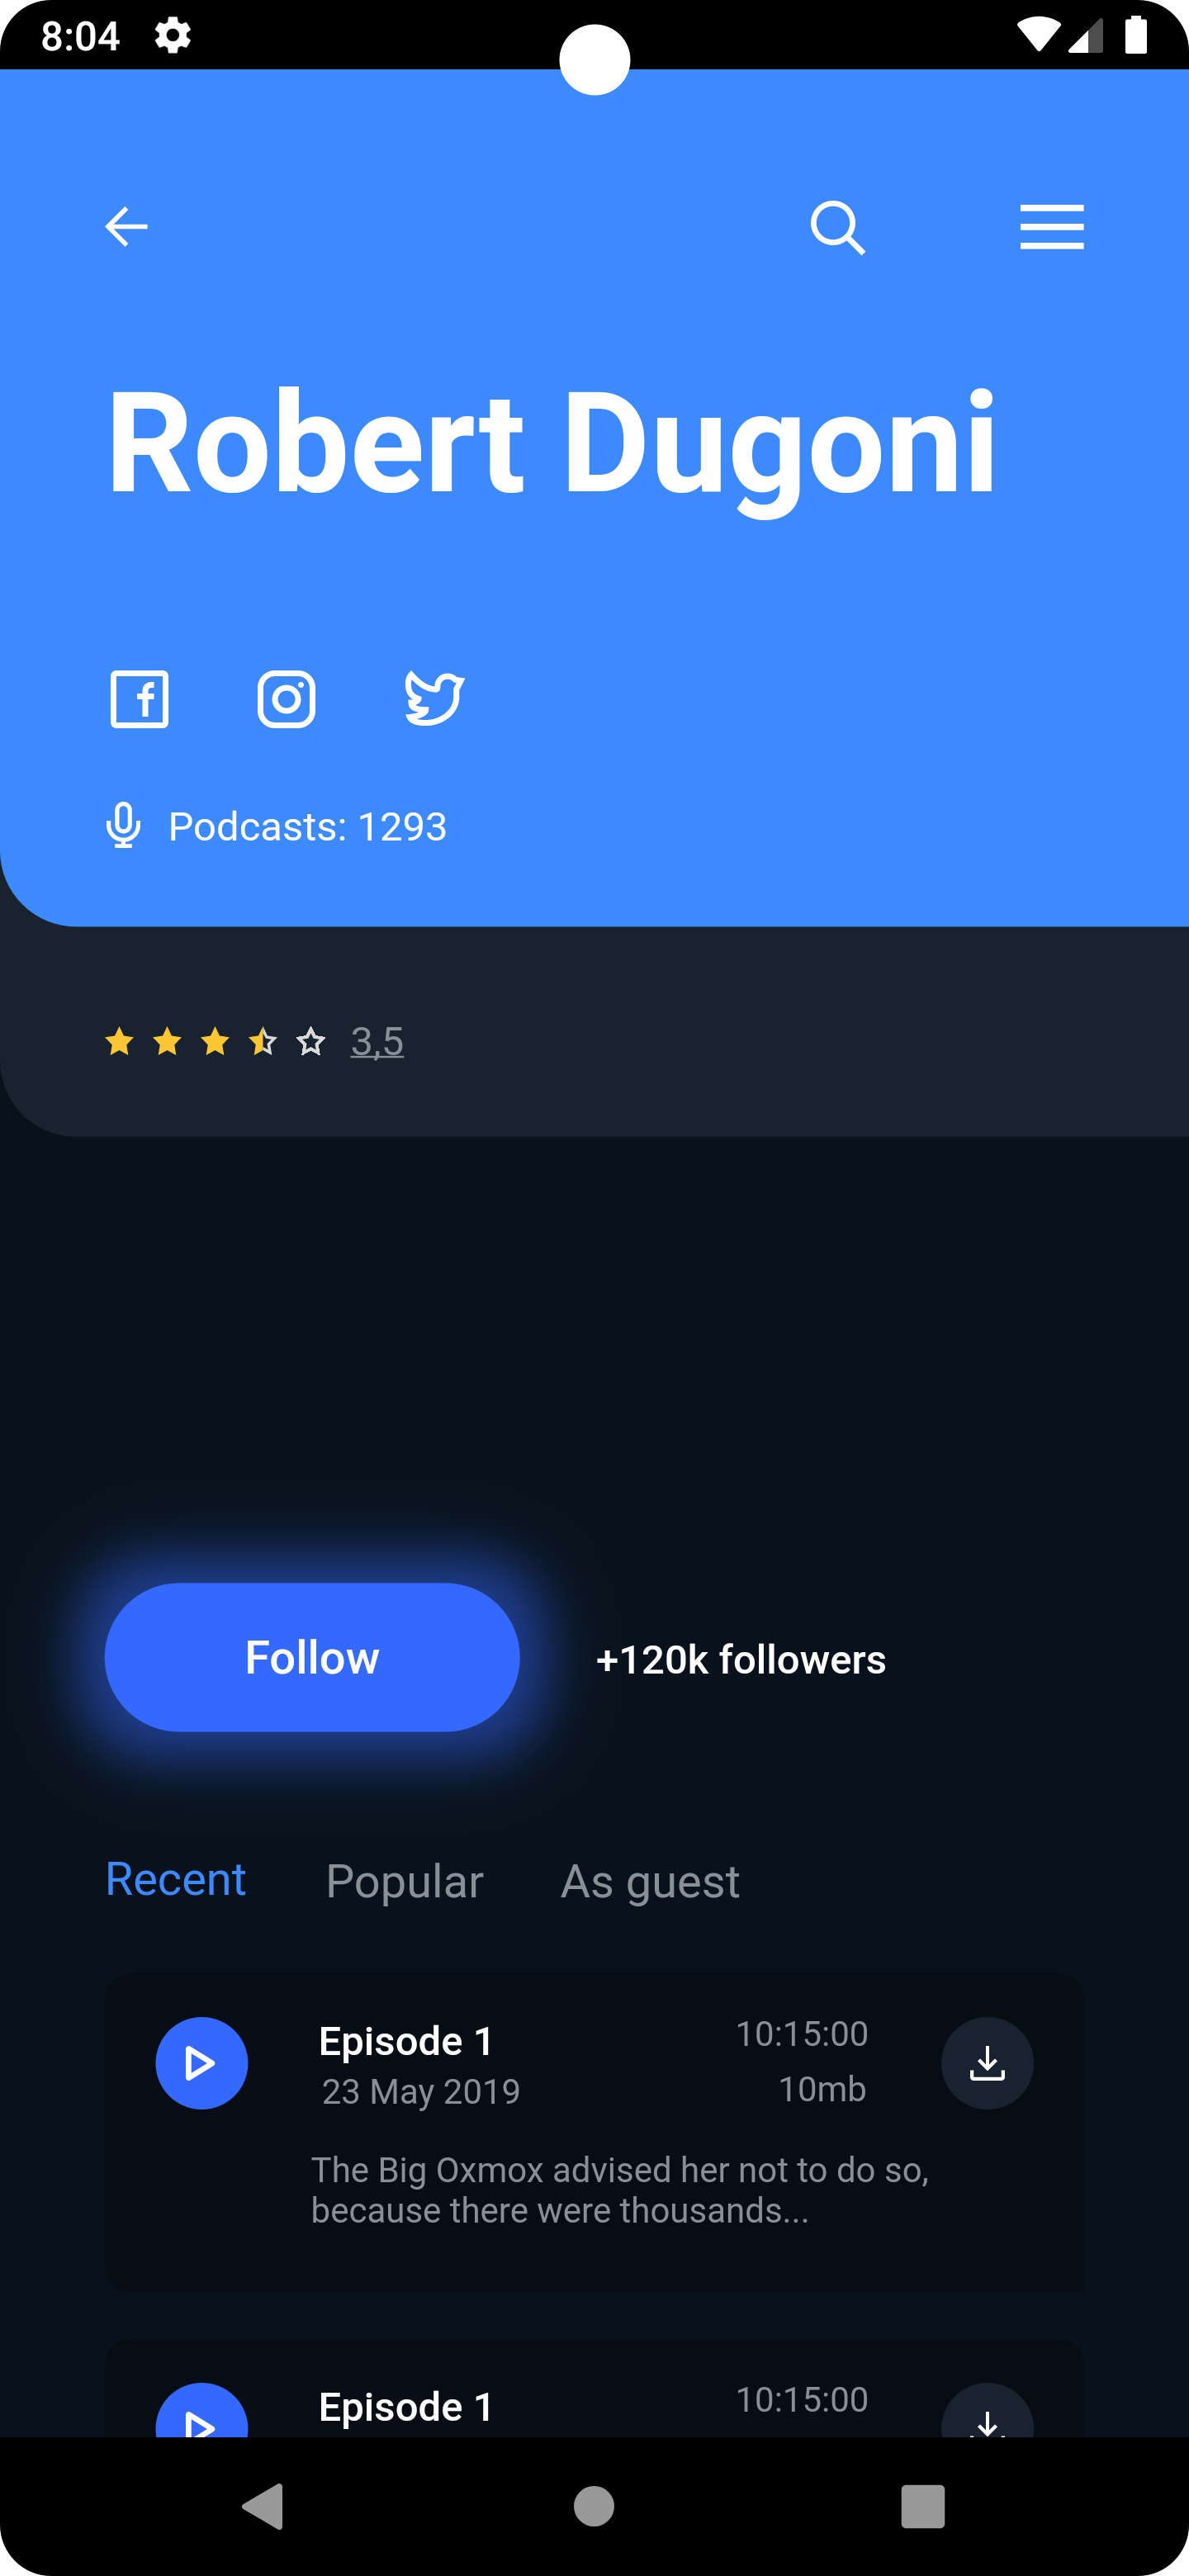 8:04
Robert Dugoni
Podcasts: 1293
3,5
Follow
+120k followers
Recent
Popular
As guest
Episode 1
10:15:00
23 May 2019
10mb
The Big Oxmox advised her not to do so,
because there were thousands...
Episode 1
10:15:00